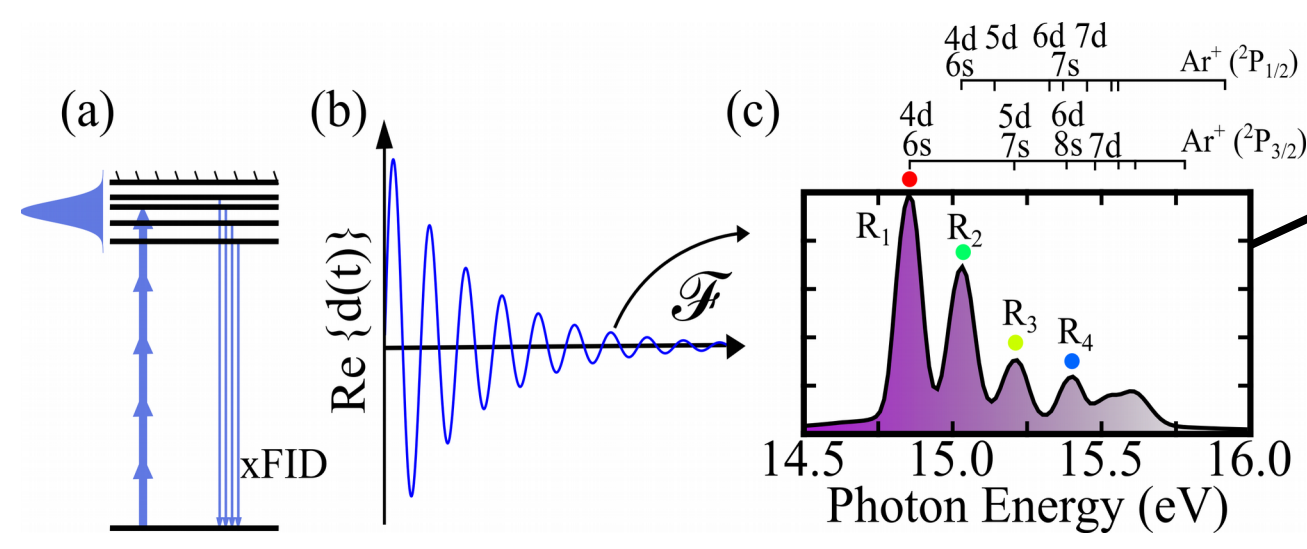 (a)
xFID
(b)
Re {d(t)}
ℱ
(c)
4d 5d 6d 7d
6s 7s Ar⁺ (²P₁/₂)
4d 5d 6d
6s 7s 8s 7d Ar⁺ (²P₃/₂)
R₁ R₂
R₃ R₄
14.5 15.0 15.5 16.0
Photon Energy (eV)